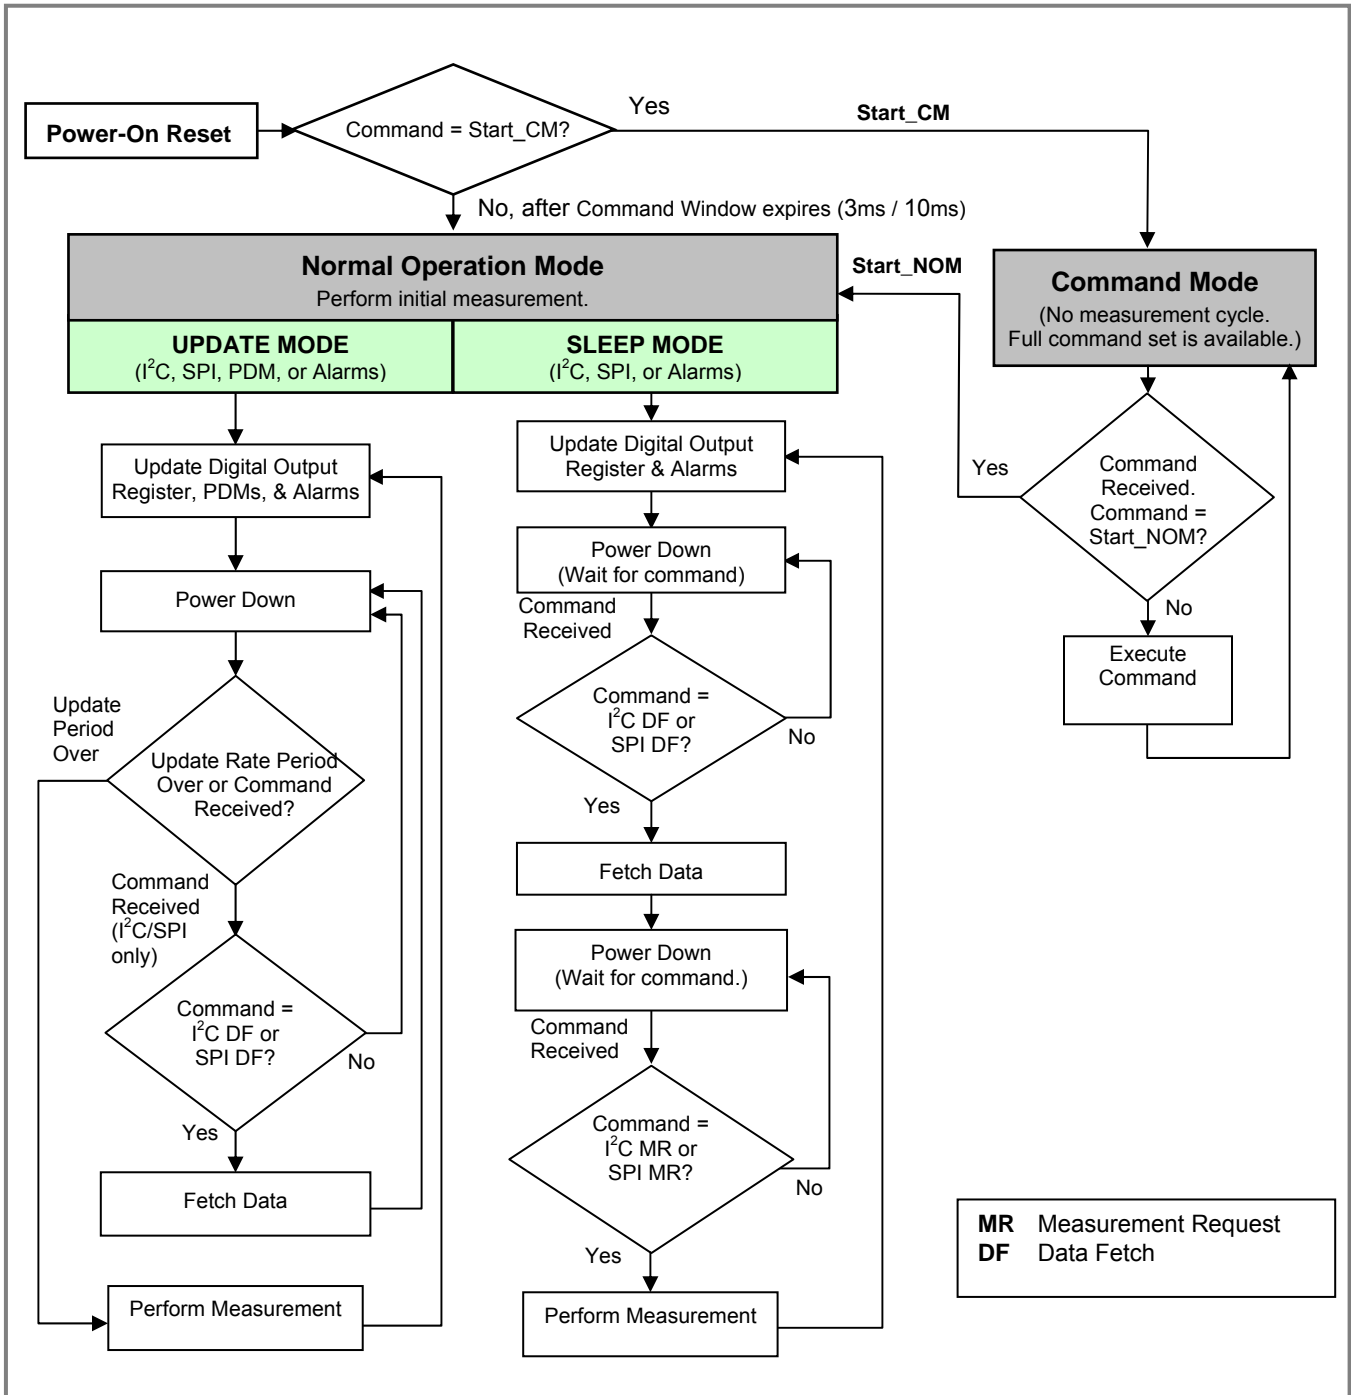 Power-On Reset
Command = Start_CM?
Yes
Start_CM
No, after Command Window expires (3ms / 10ms)
Normal Operation Mode
Perform initial measurement.
UPDATE MODE
(I²C, SPI, PDM, or Alarms)
SLEEP MODE
(I²C, SPI, or Alarms)
Start_NOM
Command Mode
(No measurement cycle.
Full command set is available.)
Update Digital Output
Register, PDMs, & Alarms
Power Down
Update
Period
Over
Update Rate Period
Over or Command
Received?
Command
Received
(I²C/SPI
only)
Command =
I²C DF or
SPI DF?
No
Yes
Fetch Data
Perform Measurement
Update Digital Output
Register & Alarms
Power Down
(Wait for command)
Command
Received
Command =
I²C DF or
SPI DF?
No
Yes
Fetch Data
Power Down
(Wait for command.)
Command
Received
Command =
I²C MR or
SPI MR?
No
Yes
Perform Measurement
Yes
Command
Received.
Command =
Start_NOM?
No
Execute
Command
MR Measurement Request
DF Data Fetch